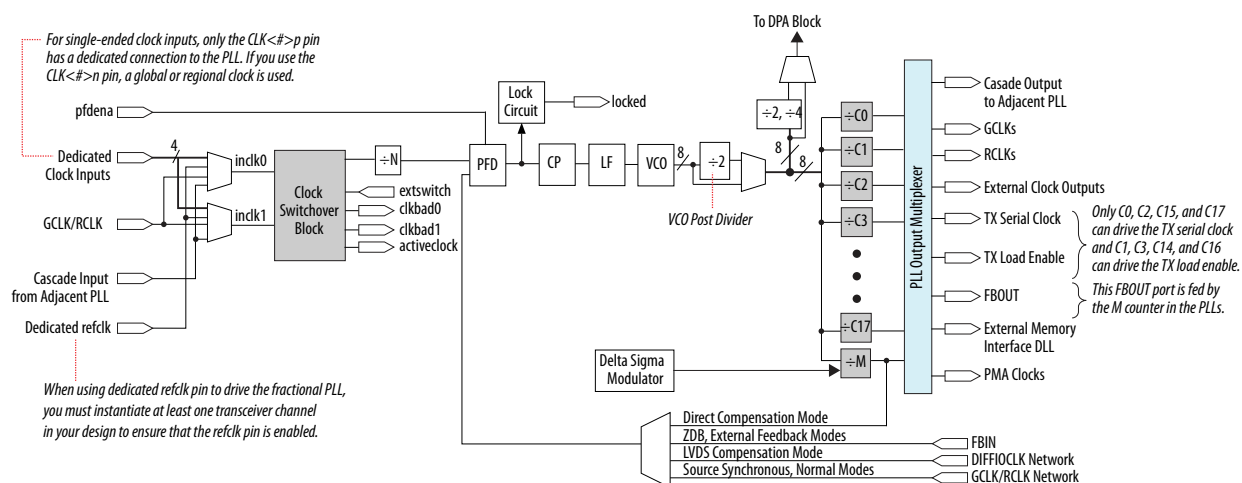 To DPA Block
For single-ended clock inputs, only the CLK<#>p pin
has a dedicated connection to the PLL. If you use the
CLK<#>n pin, a global or regional clock is used.
pfdena
Lock
Circuit
locked
÷2, ÷4
Casade Output
to Adjacent PLL
÷C0
GCLKs
Dedicated
Clock Inputs
4
inclk0
÷N
PFD
CP
LF
VCO
8
÷2
8
8
÷C1
RCLKs
÷C2
External Clock Outputs
Clock
Switchover
Block
extswitch
clkbad0
clkbad1
activeclock
VCO Post Divider
GCLK/RCLK
inclk1
÷C3
PLL Output Multiplexer
TX Serial Clock
TX Load Enable
Only C0, C2, C15, and C17
can drive the TX serial clock
and C1, C3, C14, and C16
can drive the TX load enable.
Cascade Input
from Adjacent PLL
FBOUT
This FBOUT port is fed by
the M counter in the PLLs.
Dedicated refclk
÷C17
External Memory
Interface DLL
Delta Sigma
Modulator
÷M
PMA Clocks
When using dedicated refclk pin to drive the fractional PLL,
you must instantiate at least one transceiver channel
in your design to ensure that the refclk pin is enabled.
Direct Compensation Mode
ZDB, External Feedback Modes
FBIN
LVDS Compensation Mode
DIFFIOCLK Network
Source Synchronous, Normal Modes
GCLK/RCLK Network